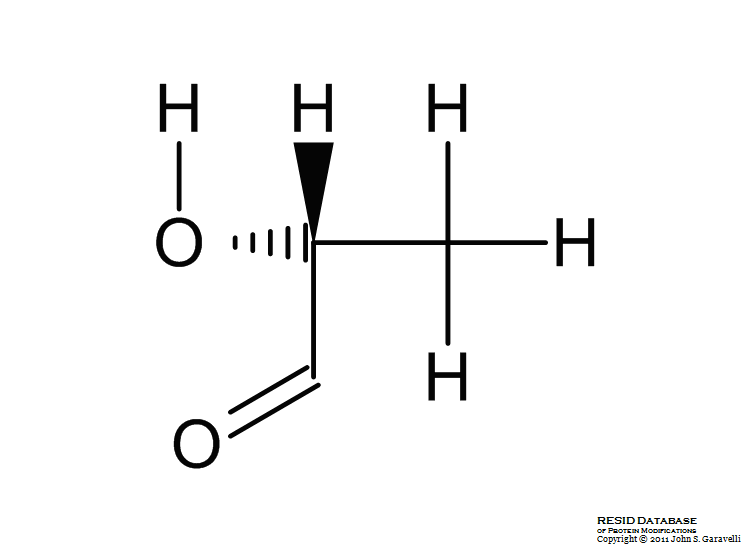 H H H
O H
H
O
RESID DATABASE
OF PROTEIN MODIFICATIONS
Copyright © 2011 John S. Garavelli